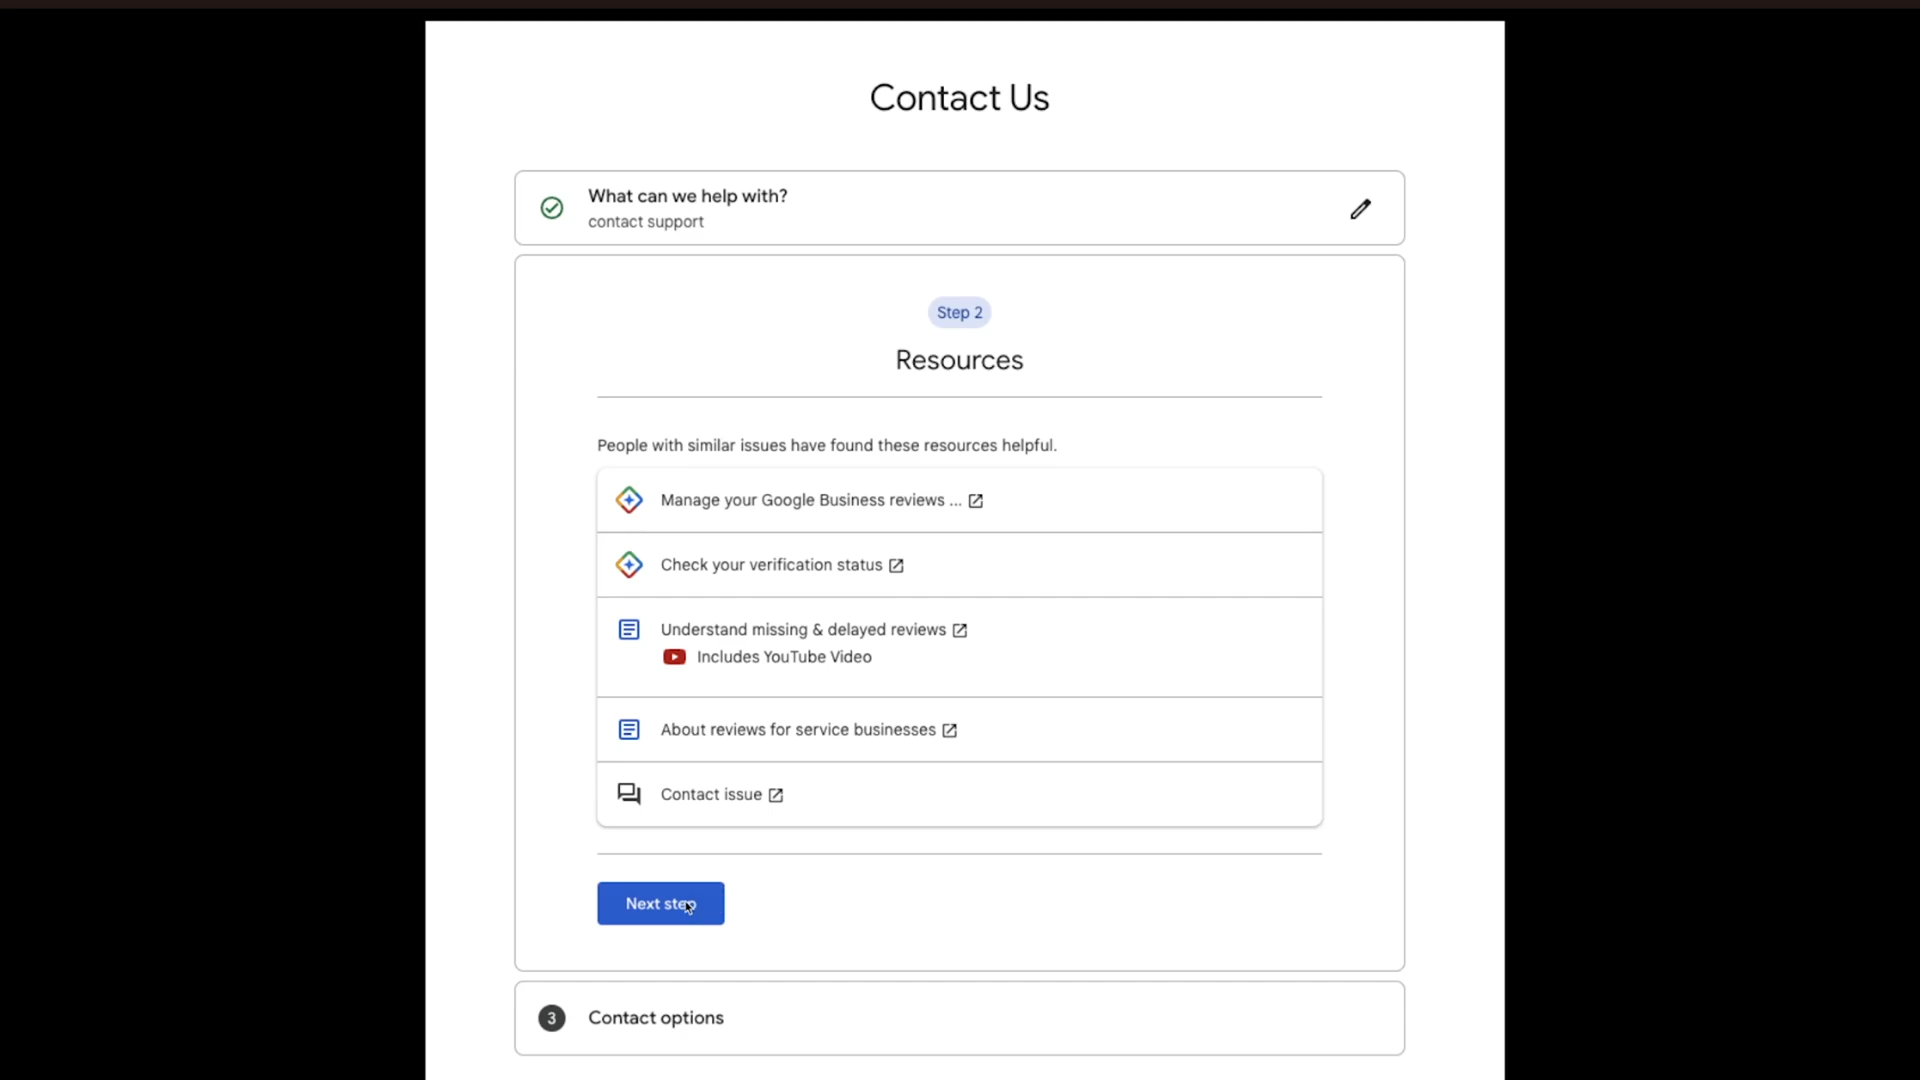 Contact Us
What can we help with?
contact support
Step 2
Resources
People with similar issues have found these resources helpful.
Manage your Google Business reviews ...
Check your verification status
Understand missing & delayed reviews
Includes YouTube Video
About reviews for service businesses
Contact issue
Next step
3 Contact options